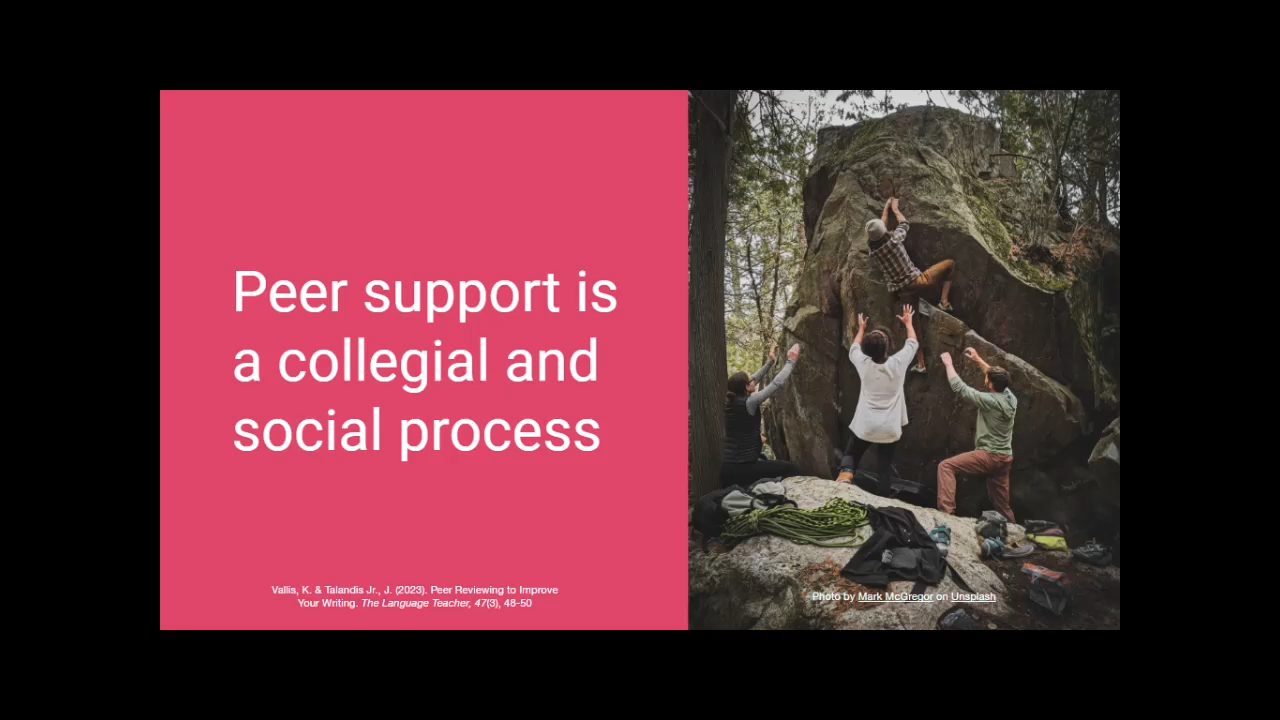 Peer support is
a collegial and
social process
Vallis, K. & Talandis Jr., J. (2023). Peer Reviewing to Improve
Your Writing. The Language Teacher, 47(3), 48-50
Photo by Mark McGregor on Unsplash